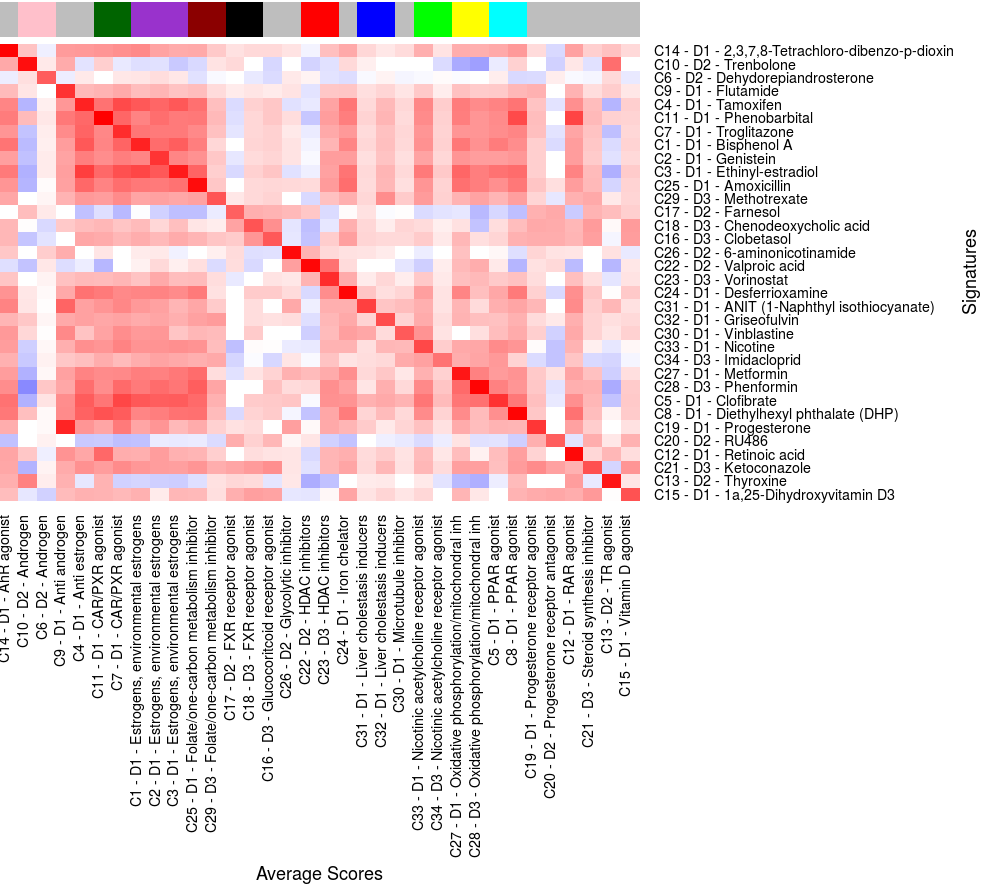 C14 - D1 - 2,3,7,8-Tetrachloro-dibenzo-p-dioxin
C10 - D2 - Trenbolone
C6 - D2 - Dehydorepiandrosterone
C9 - D1 - Flutamide
C4 - D1 - Tamoxifen
C11 - D1 - Phenobarbital
C7 - D1 - Troglitazone
C1 - D1 - Bisphenol A
C2 - D1 - Genistein
C3 - D1 - Ethinyl-estradiol
C25 - D1 - Amoxicillin
C29 - D3 - Methotrexate
C17 - D2 - Farnesol
C18 - D3 - Chenodeoxycholic acid
C16 - D3 - Clobetasol
C26 - D2 - 6-aminonicotinamide
C22 - D2 - Valproic acid
C23 - D3 - Vorinostat
C24 - D1 - Desferrioxamine
C31 - D1 - ANIT (1-Naphthyl isothiocyanate)
C32 - D1 - Griseofulvin
C30 - D1 - Vinblastine
C33 - D1 - Nicotine
C34 - D3 - Imidacloprid
C27 - D1 - Metformin
C28 - D3 - Phenformin
C5 - D1 - Clofibrate
C8 - D1 - Diethylhexyl phthalate (DHP)
C19 - D1 - Progesterone
C20 - D2 - RU486
C12 - D1 - Retinoic acid
C21 - D3 - Ketoconazole
C13 - D2 - Thyroxine
C15 - D1 - 1a,25-Dihydroxyvitamin D3
Signatures
C14 - D1 - AhR agonist
C10 - D2 - Androgen
C6 - D2 - Androgen
C9 - D1 - Anti androgen
C4 - D1 - Anti estrogen
C11 - D1 - CAR/PXR agonist
C7 - D1 - CAR/PXR agonist
C1 - D1 - Estrogens, environmental estrogens
C2 - D1 - Estrogens, environmental estrogens
C3 - D1 - Estrogens, environmental estrogens
C25 - D1 - Folate/one-carbon metabolism inhibitor
C29 - D3 - Folate/one-carbon metabolism inhibitor
C17 - D2 - FXR receptor agonist
C18 - D3 - FXR receptor agonist
C16 - D3 - Glucocorticoid receptor agonist
C26 - D2 - Glycolytic inhibitor
C22 - D2 - HDAC inhibitors
C23 - D3 - HDAC inhibitors
C24 - D1 - Iron chelator
C31 - D1 - Liver cholestasis inducers
C32 - D1 - Liver cholestasis inducers
C30 - D1 - Microtubule inhibitor
C33 - D1 - Nicotinic acetylcholine receptor agonist
C34 - D3 - Nicotinic acetylcholine receptor agonist
C27 - D1 - Oxidative phosphorylation/mitochondrial inh
C28 - D3 - Oxidative phosphorylation/mitochondrial inh
C5 - D1 - PPAR agonist
C8 - D1 - PPAR agonist
C19 - D1 - Progesterone receptor agonist
C20 - D2 - Progesterone receptor antagonist
C12 - D1 - RAR agonist
C21 - D3 - Steroid synthesis inhibitor
C13 - D2 - TR agonist
C15 - D1 - Vitamin D agonist
Average Scores